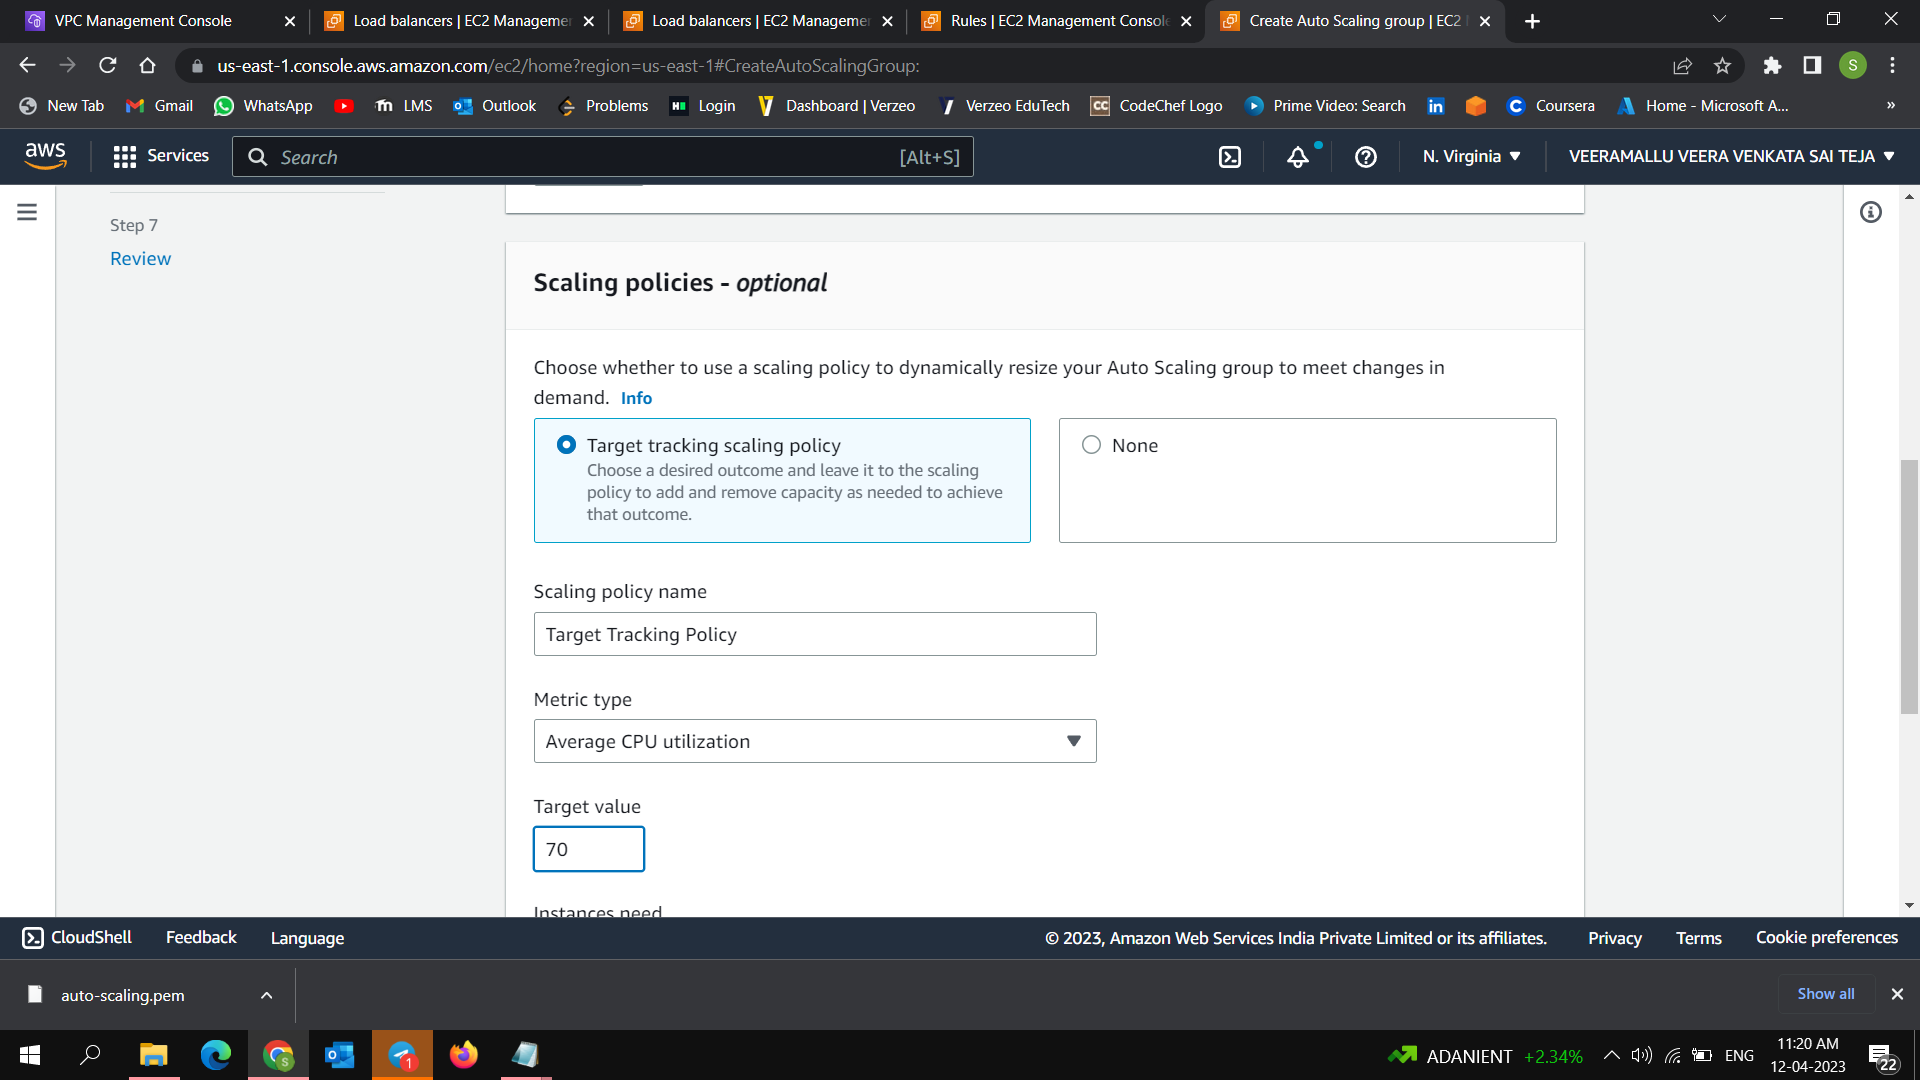 VPC Management Console
Load balancers | EC2 Managemen
Load balancers | EC2 Managemen
Rules | EC2 Management Console
Create Auto Scaling group | EC2
us-east-1.console.aws.amazon.com/ec2/home?region=us-east-1#CreateAutoScalingGroup:
S
New Tab
Gmail
WhatsApp
LMS
Outlook
Problems
Login
Dashboard | Verzeo
Verzeo EduTech
CodeChef Logo
Prime Video: Search
Coursera
Home - Microsoft A...
»
aws
Services
Search
[Alt+S]
N. Virginia
VEERAMALLU VEERA VENKATA SAI TEJA
Step 7
Review
Scaling policies - optional
Choose whether to use a scaling policy to dynamically resize your Auto Scaling group to meet changes in
demand. Info
Target tracking scaling policy
Choose a desired outcome and leave it to the scaling
policy to add and remove capacity as needed to achieve
that outcome.
None
Scaling policy name
Target Tracking Policy
Metric type
Average CPU utilization
Target value
70
Instances need
CloudShell
Feedback
Language
© 2023, Amazon Web Services India Private Limited or its affiliates.
Privacy
Terms
Cookie preferences
auto-scaling.pem
Show all
1
ADANIENT +2.34%
ENG
11:20 AM
12-04-2023
22